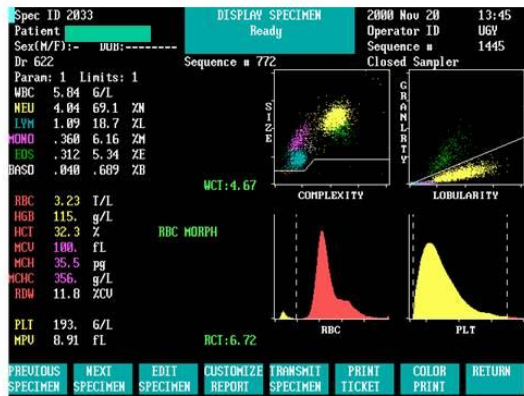 Spec ID 2033
DISPLAY SPECIMEN
2000 Nov 20 13:45
Patient
Ready
Operator ID UGY
Sex(M/F):- DOB:--------
Sequence # 1445
Dr 622
Sequence # 772
Closed Sampler
Param: 1 Limits: 1
WBC 5.84 G/L
NEU 4.04 69.1 %N
LYM 1.09 18.7 %L
MONO .360 6.16 %M
EOS .312 5.34 %E
BASO .040 .689 %B
WCT:4.67
SIZE
COMPLEXITY
GRANLRTY
LOBULARITY
RBC 3.23 T/L
HGB 115. g/L
HCT 32.3 %
RBC MORPH
MCV 100. fL
MCH 35.5 pg
MCHC 356. g/L
RDW 11.8 %CV
PLT 193. G/L
MPV 8.91 fL
RCT:6.72
RBC
PLT
PREVIOUS SPECIMEN
NEXT SPECIMEN
EDIT SPECIMEN
CUSTOMIZE REPORT
TRANSMIT SPECIMEN
PRINT TICKET
COLOR PRINT
RETURN